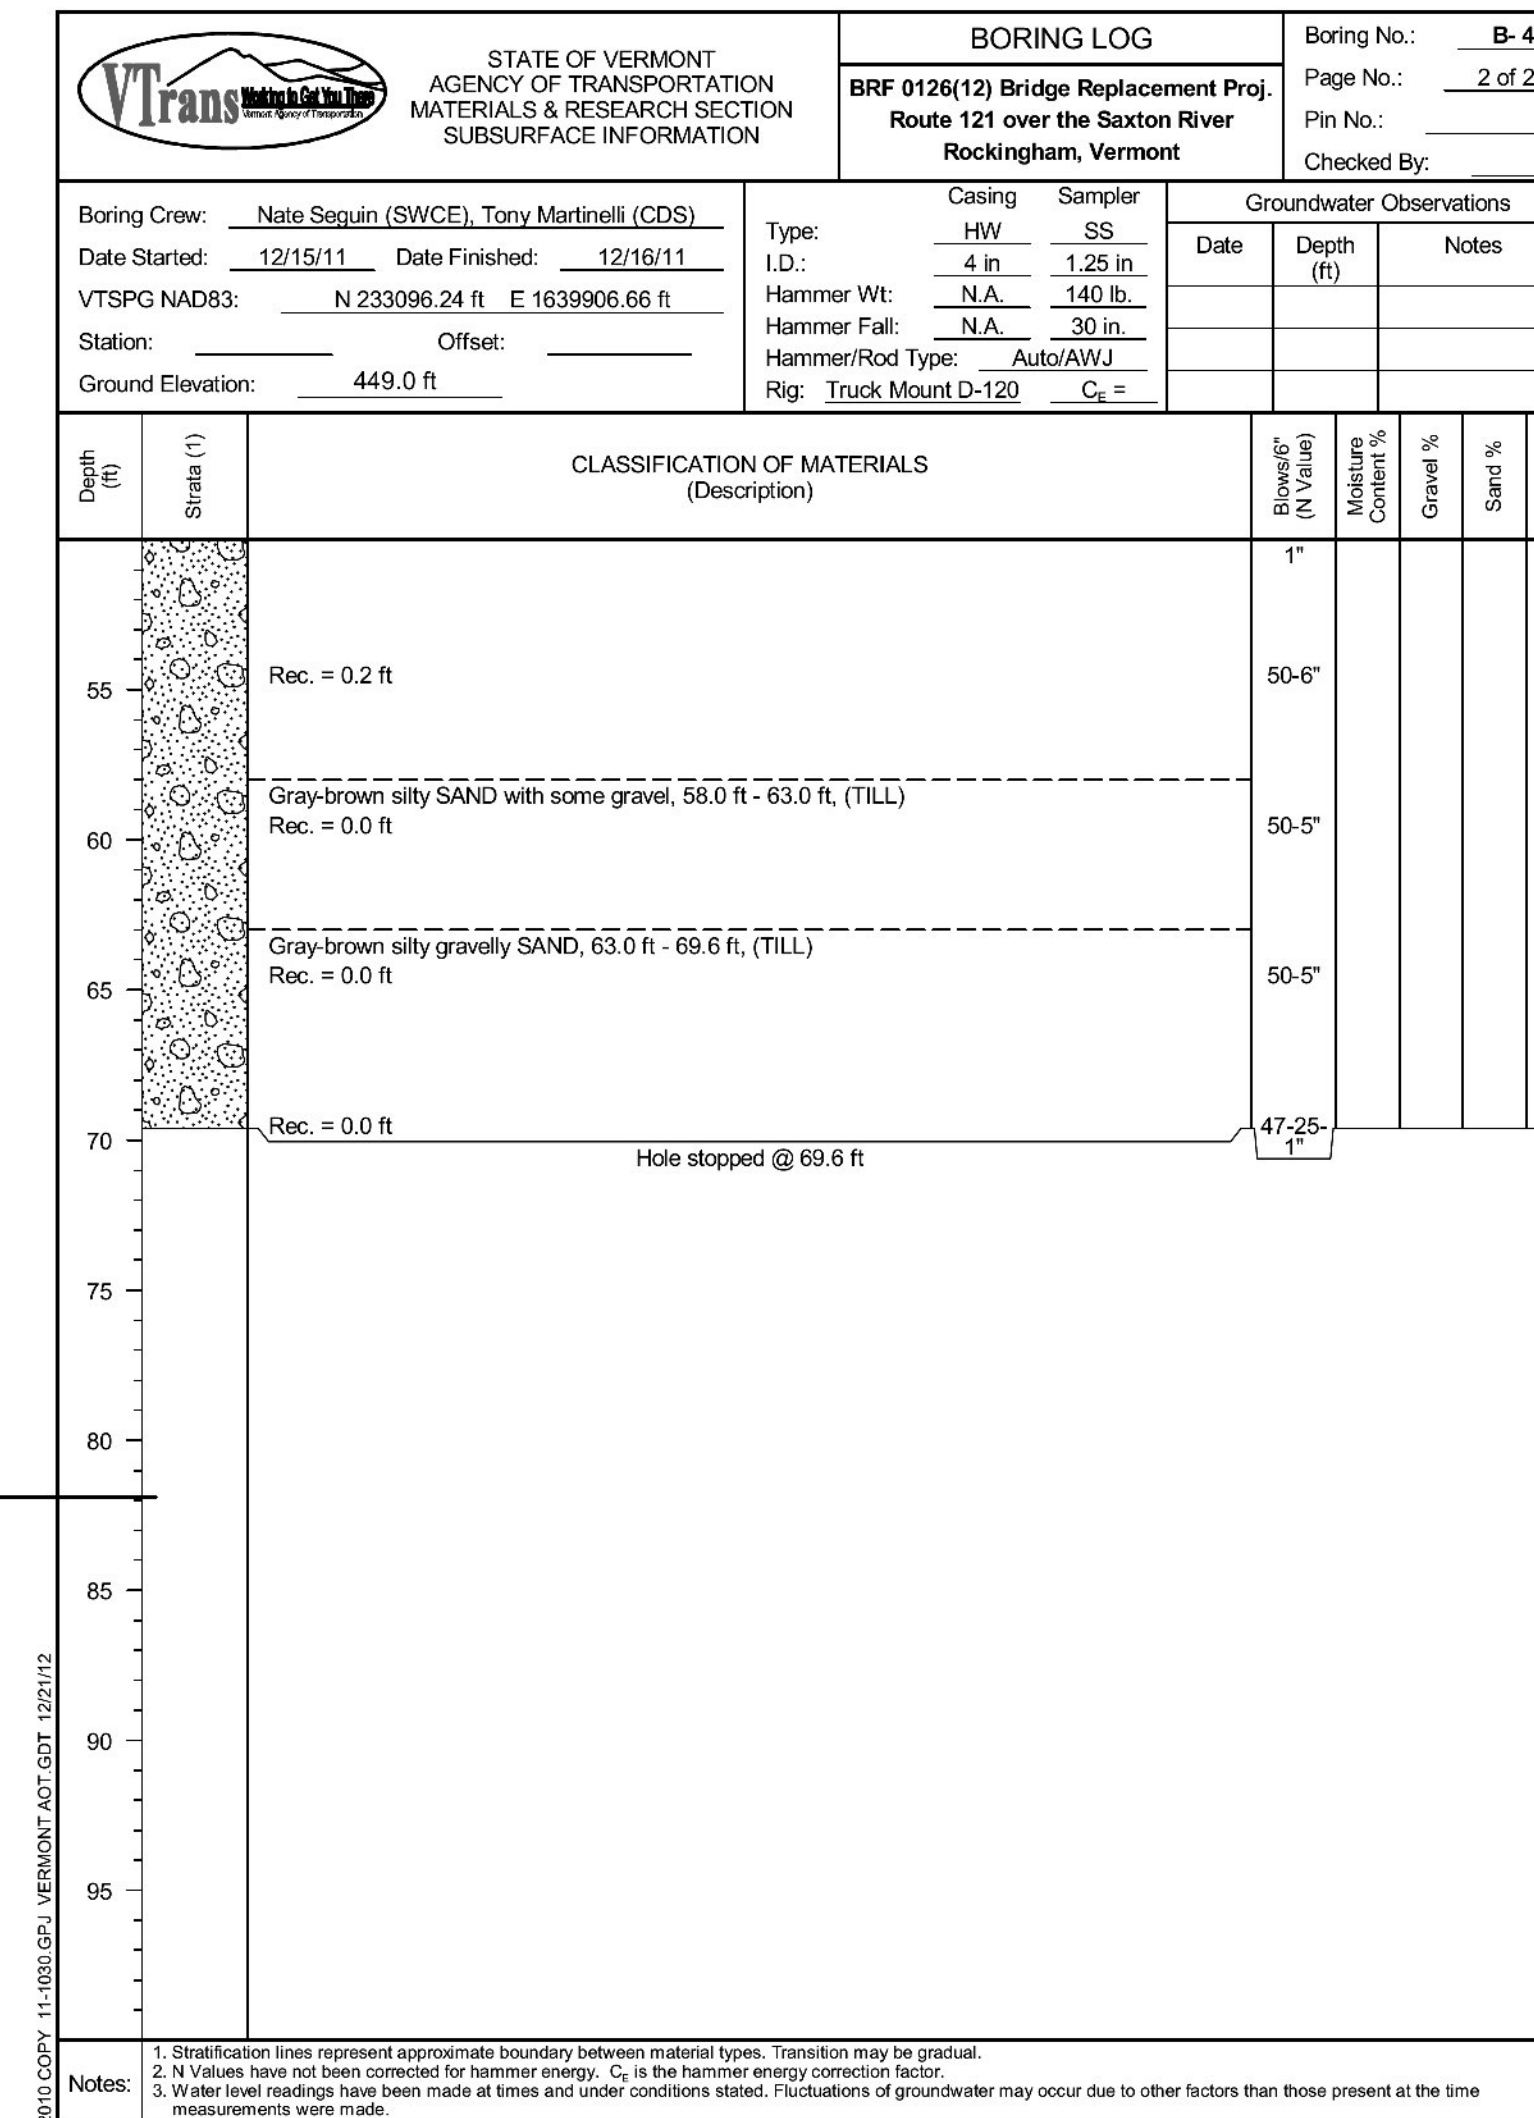 VTrans Working to Get You There
Vermont Agency of Transportation
STATE OF VERMONT
AGENCY OF TRANSPORTATION
MATERIALS & RESEARCH SECTION
SUBSURFACE INFORMATION
BORING LOG
BRF 0126(12) Bridge Replacement Proj.
Route 121 over the Saxton River
Rockingham, Vermont
Boring No.: B- 4
Page No.: 2 of 2
Pin No.:
Checked By:
Boring Crew: Nate Seguin (SWCE), Tony Martinelli (CDS)
Date Started: 12/15/11 Date Finished: 12/16/11
VTSPG NAD83: N 233096.24 ft E 1639906.66 ft
Station: Offset:
Ground Elevation: 449.0 ft
Casing Sampler
Type: HW SS
I.D.: 4 in 1.25 in
Hammer Wt: N.A. 140 lb.
Hammer Fall: N.A. 30 in.
Hammer/Rod Type: Auto/AWJ
Rig: Truck Mount D-120 CE =
Groundwater Observations
Date Depth (ft) Notes
Depth (ft)
Strata (1)
CLASSIFICATION OF MATERIALS
(Description)
Blows/6" (N Value)
Moisture Content %
Gravel %
Sand %
1"
Rec. = 0.2 ft 50-6"
55
Gray-brown silty SAND with some gravel, 58.0 ft - 63.0 ft, (TILL)
Rec. = 0.0 ft 50-5"
60
Gray-brown silty gravelly SAND, 63.0 ft - 69.6 ft, (TILL)
Rec. = 0.0 ft 50-5"
65
Rec. = 0.0 ft 47-25-
1"
70
Hole stopped @ 69.6 ft
75
80
85
90
95
2010 COPY 11-1030.GPJ VERMONT AOT.GDT 12/21/12
Notes:
1. Stratification lines represent approximate boundary between material types. Transition may be gradual.
2. N Values have not been corrected for hammer energy. CE is the hammer energy correction factor.
3. Water level readings have been made at times and under conditions stated. Fluctuations of groundwater may occur due to other factors than those present at the time
measurements were made.